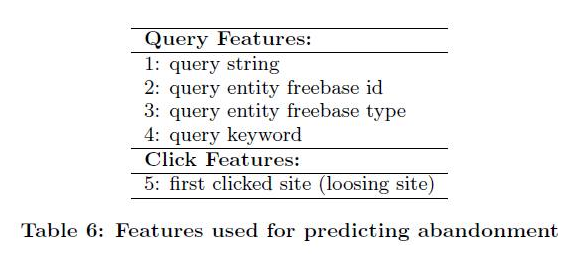 Query Features:
1: query string
2: query entity freebase id
3: query entity freebase type
4: query keyword
Click Features:
5: first clicked site (loosing site)
Table 6: Features used for predicting abandonment